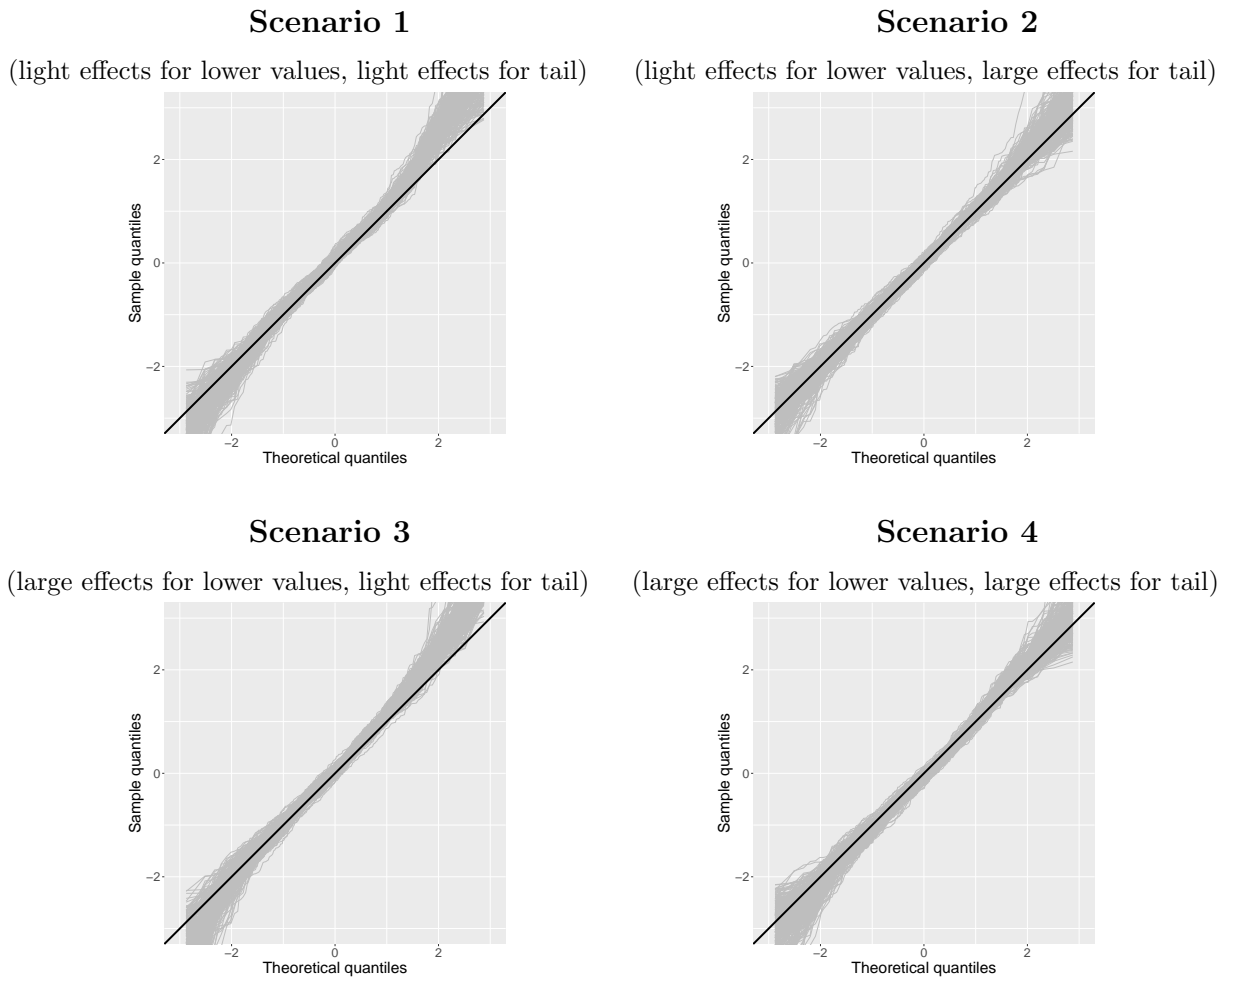 Scenario 1
(light effects for lower values, light effects for tail)
2
0
−2
Sample quantiles
−2 0 2
Theoretical quantiles
Scenario 2
(light effects for lower values, large effects for tail)
2
0
−2
Sample quantiles
−2 0 2
Theoretical quantiles
Scenario 3
(large effects for lower values, light effects for tail)
2
0
−2
Sample quantiles
−2 0 2
Theoretical quantiles
Scenario 4
(large effects for lower values, large effects for tail)
2
0
−2
Sample quantiles
−2 0 2
Theoretical quantiles